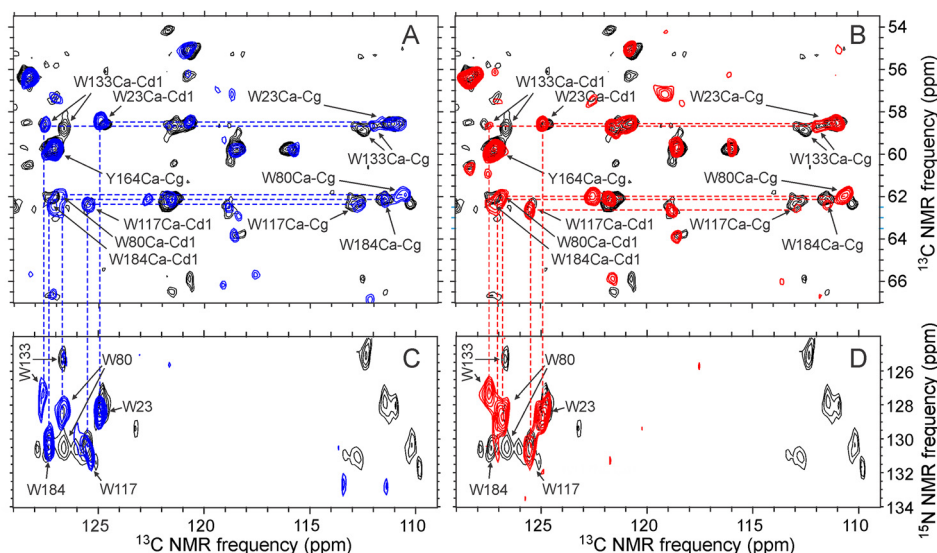 A
B
54
56
58
60
62
64
66
13C NMR frequency (ppm)
W133Ca-Cd1
W23Ca-Cd1
W23Ca-Cg
W133Ca-Cg
Y164Ca-Cg
W80Ca-Cg
W117Ca-Cd1
W117Ca-Cg
W80Ca-Cd1
W184Ca-Cg
W184Ca-Cd1
W133Ca-Cd1
W23Ca-Cd1
W23Ca-Cg
W133Ca-Cg
Y164Ca-Cg
W80Ca-Cg
W117Ca-Cd1
W117Ca-Cg
W80Ca-Cd1
W184Ca-Cg
W184Ca-Cd1
C
D
W133
W80
W23
W184
W117
W133
W80
W23
W184
W117
126
128
130
132
134
15N NMR frequency (ppm)
125 120 115 110
125 120 115 110
13C NMR frequency (ppm)
13C NMR frequency (ppm)